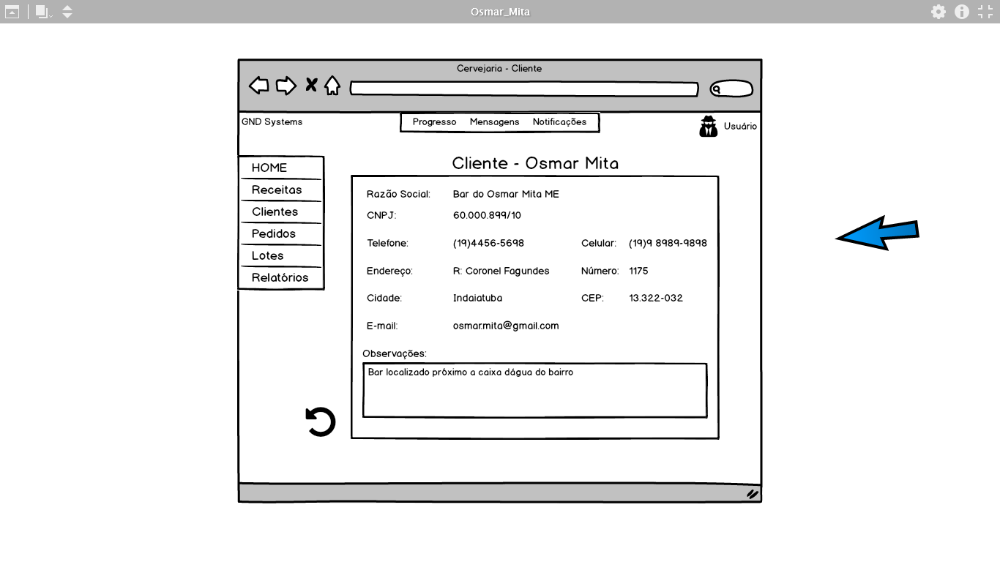 Osmar_Mita
Cervejaria - Cliente
GND Systems
Progresso Mensagens Notificações
Usuário
HOME
Receitas
Clientes
Pedidos
Lotes
Relatórios
Cliente - Osmar Mita
Razão Social: Bar do Osmar Mita ME
CNPJ: 60.000.899/10
Telefone: (19)4456-5698 Celular: (19)9 8989-9898
Endereço: R: Coronel Fagundes Número: 1175
Cidade: Indaiatuba CEP: 13.322-032
E-mail: osmar.mita@gmail.com
Observações:
Bar localizado próximo a caixa dágua do bairro